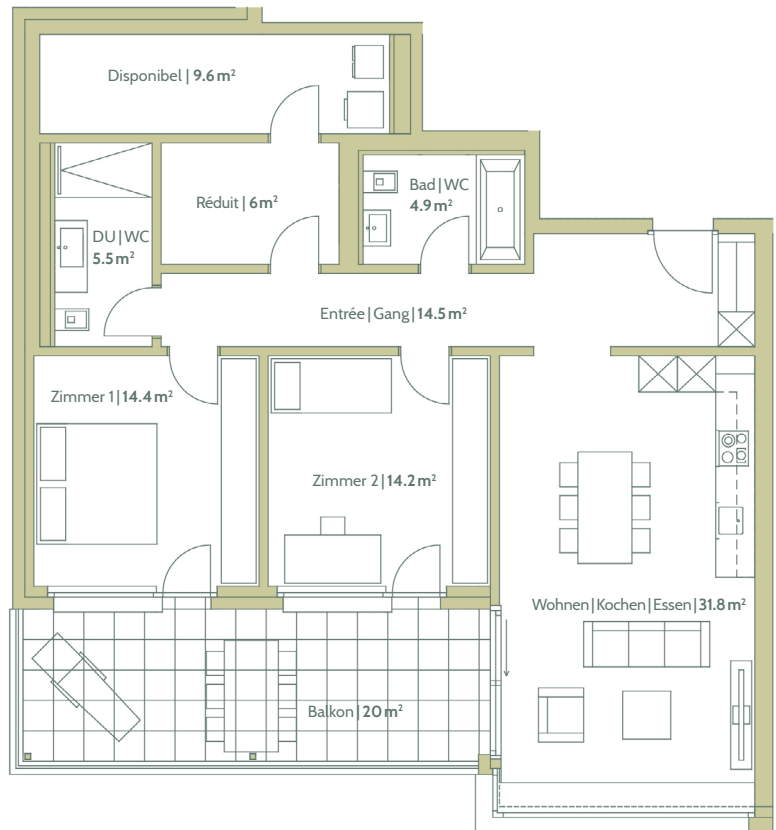 Disponibel | 9.6 m²
Réduit | 6 m²
Bad | WC
4.9 m²
DU | WC
5.5 m²
Entrée | Gang | 14.5 m²
Zimmer 1 | 14.4 m²
Zimmer 2 | 14.2 m²
Wohnen | Kochen | Essen | 31.8 m²
Balkon | 20 m²